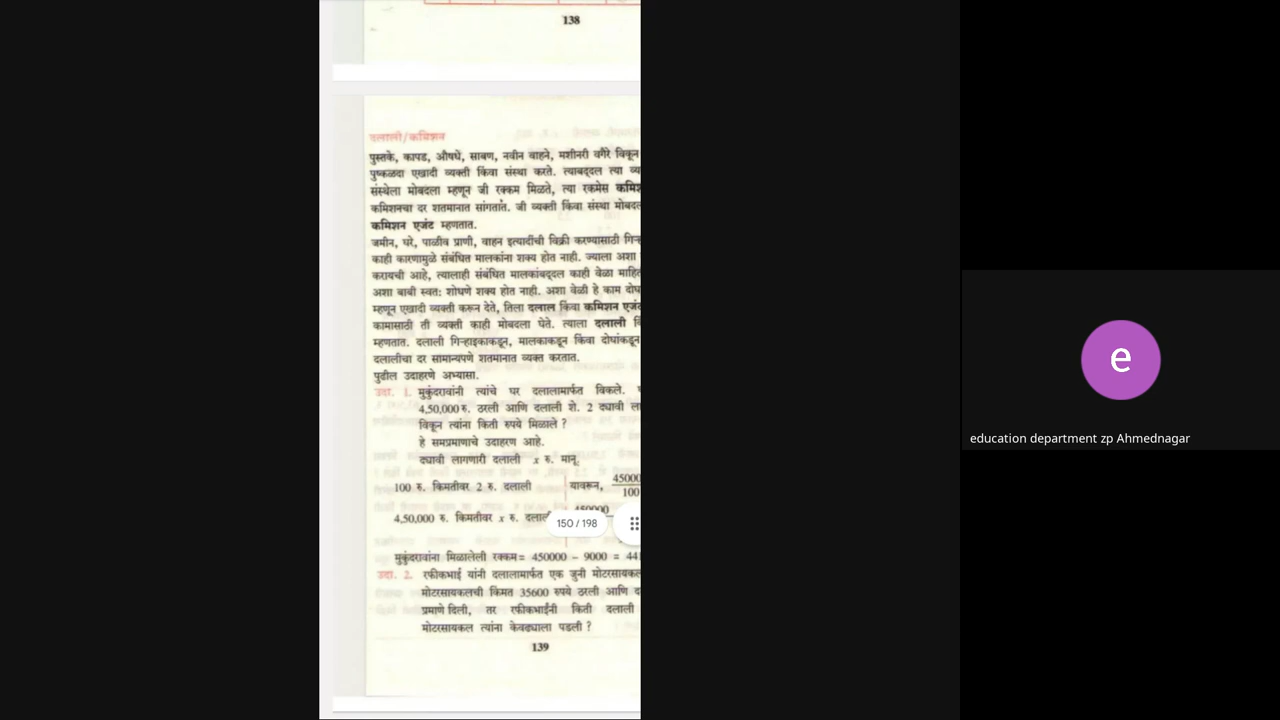 138
दलाली/कमिशन
पुस्तके, कापड, औषधे, साबण, नवीन वाहने, मशीनरी वगैरे विकून
पुष्कळदा एखादी व्यक्ती किंवा संस्था करते. त्याबद्दल त्या व्य
संस्थेला मोबदला म्हणून जी रक्कम मिळते, त्या रकमेस कमिश
कमिशनचा दर शतमानात सांगतात. जी व्यक्ती किंवा संस्था मोबदल
कमिशन एजंट म्हणतात.
जमीन, घरे, पाळीव प्राणी, वाहन इत्यादींची विक्री करण्यासाठी गिऱ
काही कारणामुळे संबंधित मालकांना शक्य होत नाही. ज्याला अशा
करायची आहे, त्यालाही संबंधित मालकांबद्दल काही वेळा माहित
अशा बाबी स्वत: शोधणे शक्य होत नाही. अशा वेळी हे काम दोघ
म्हणून एखादी व्यक्ती करून देते, तिला दलाल किंवा कमिशन एजंट
कामासाठी ती व्यक्ती काही मोबदला घेते. त्याला दलाली कि
म्हणतात. दलाली गिऱ्हाइकाकडून, मालकाकडून किंवा दोघांकडून
दलालीचा दर सामान्यपणे शतमानात व्यक्त करतात.
पुढील उदाहरणे अभ्यासा.
उदा. 1. मुकुंदरावांनी त्यांचे घर दलालामार्फत विकले.
4,50,000 रु. ठरली आणि दलाली शे. 2 द्यावी ला
विकून त्यांना किती रुपये मिळाले ?
हे समप्रमाणाचे उदाहरण आहे.
द्यावी लागणारी दलाली x रु. मानू.
100 रु. किमतीवर 2 रु. दलाली यावरून, 45000/100
4,50,000 रु. किमतीवर x रु. दलाल 450000
150 / 198
मुकुंदरावांना मिळालेली रक्कम = 450000 - 9000 = 441
उदा. 2. रफीकभाई यांनी दलालामार्फत एक जुनी मोटरसायकल
मोटरसायकलची किंमत 35600 रुपये ठरली आणि द
प्रमाणे दिली, तर रफीकभाईंनी किती दलाली
मोटरसायकल त्यांना केवढ्याला पडली ?
139
e
education department zp Ahmednagar